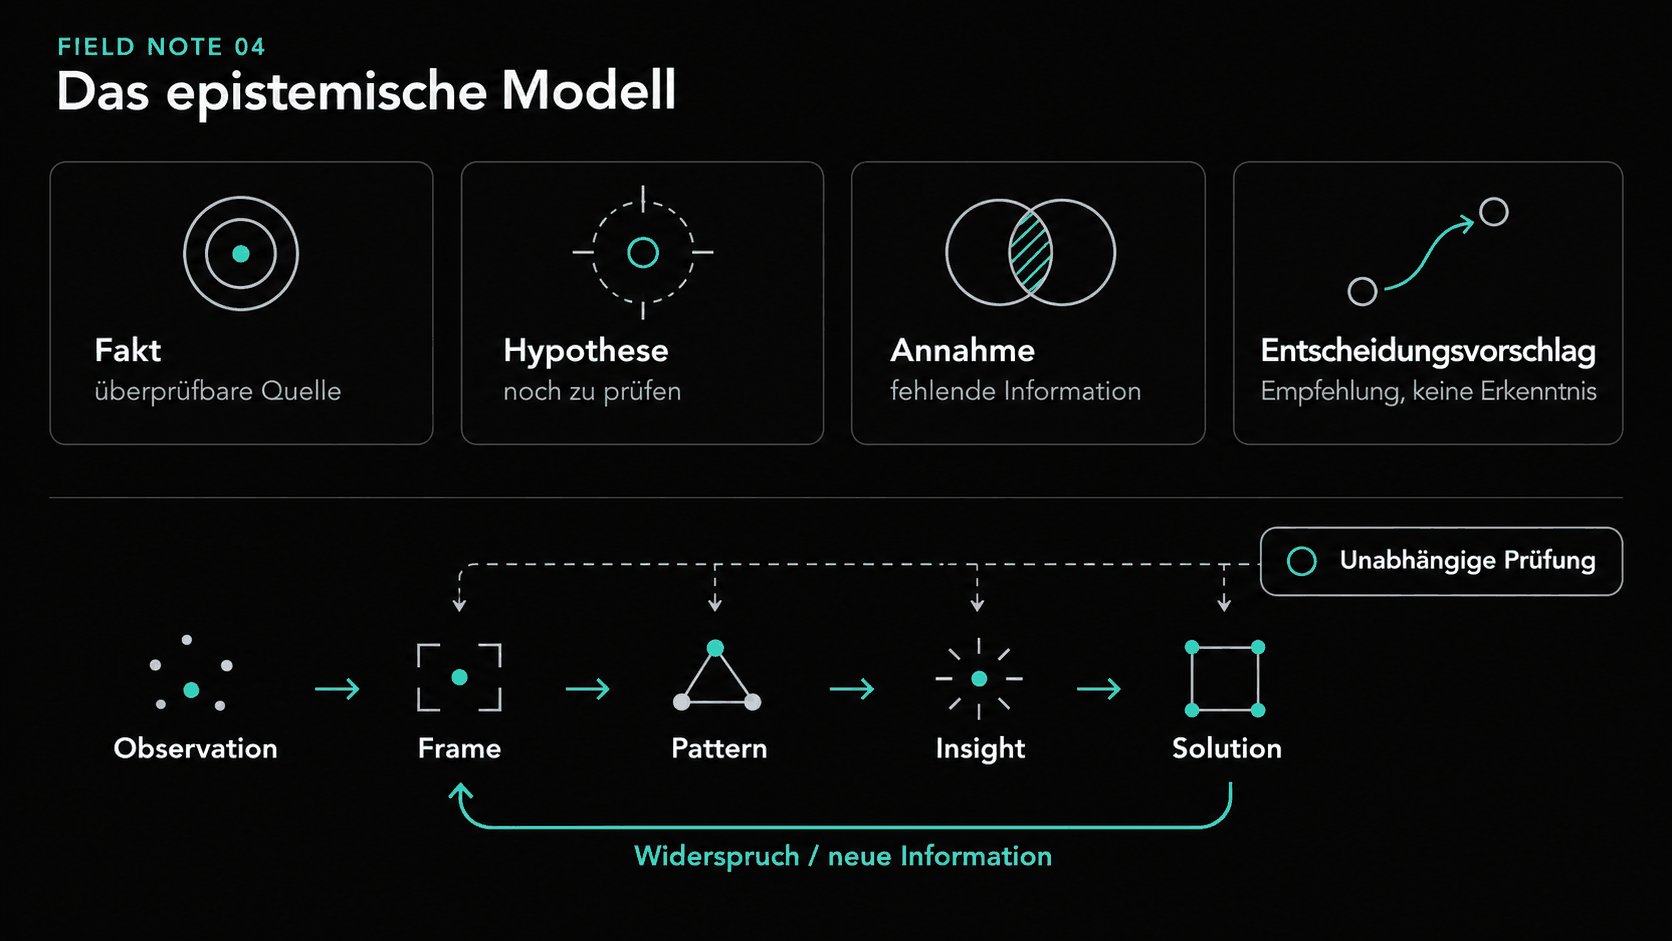 FIELD NOTE 04
Das epistemische Modell
Fakt
überprüfbare Quelle
Hypothese
noch zu prüfen
Annahme
fehlende Information
Entscheidungsvorschlag
Empfehlung, keine Erkenntnis
Unabhängige Prüfung
Observation
Frame
Pattern
Insight
Solution
Widerspruch / neue Information